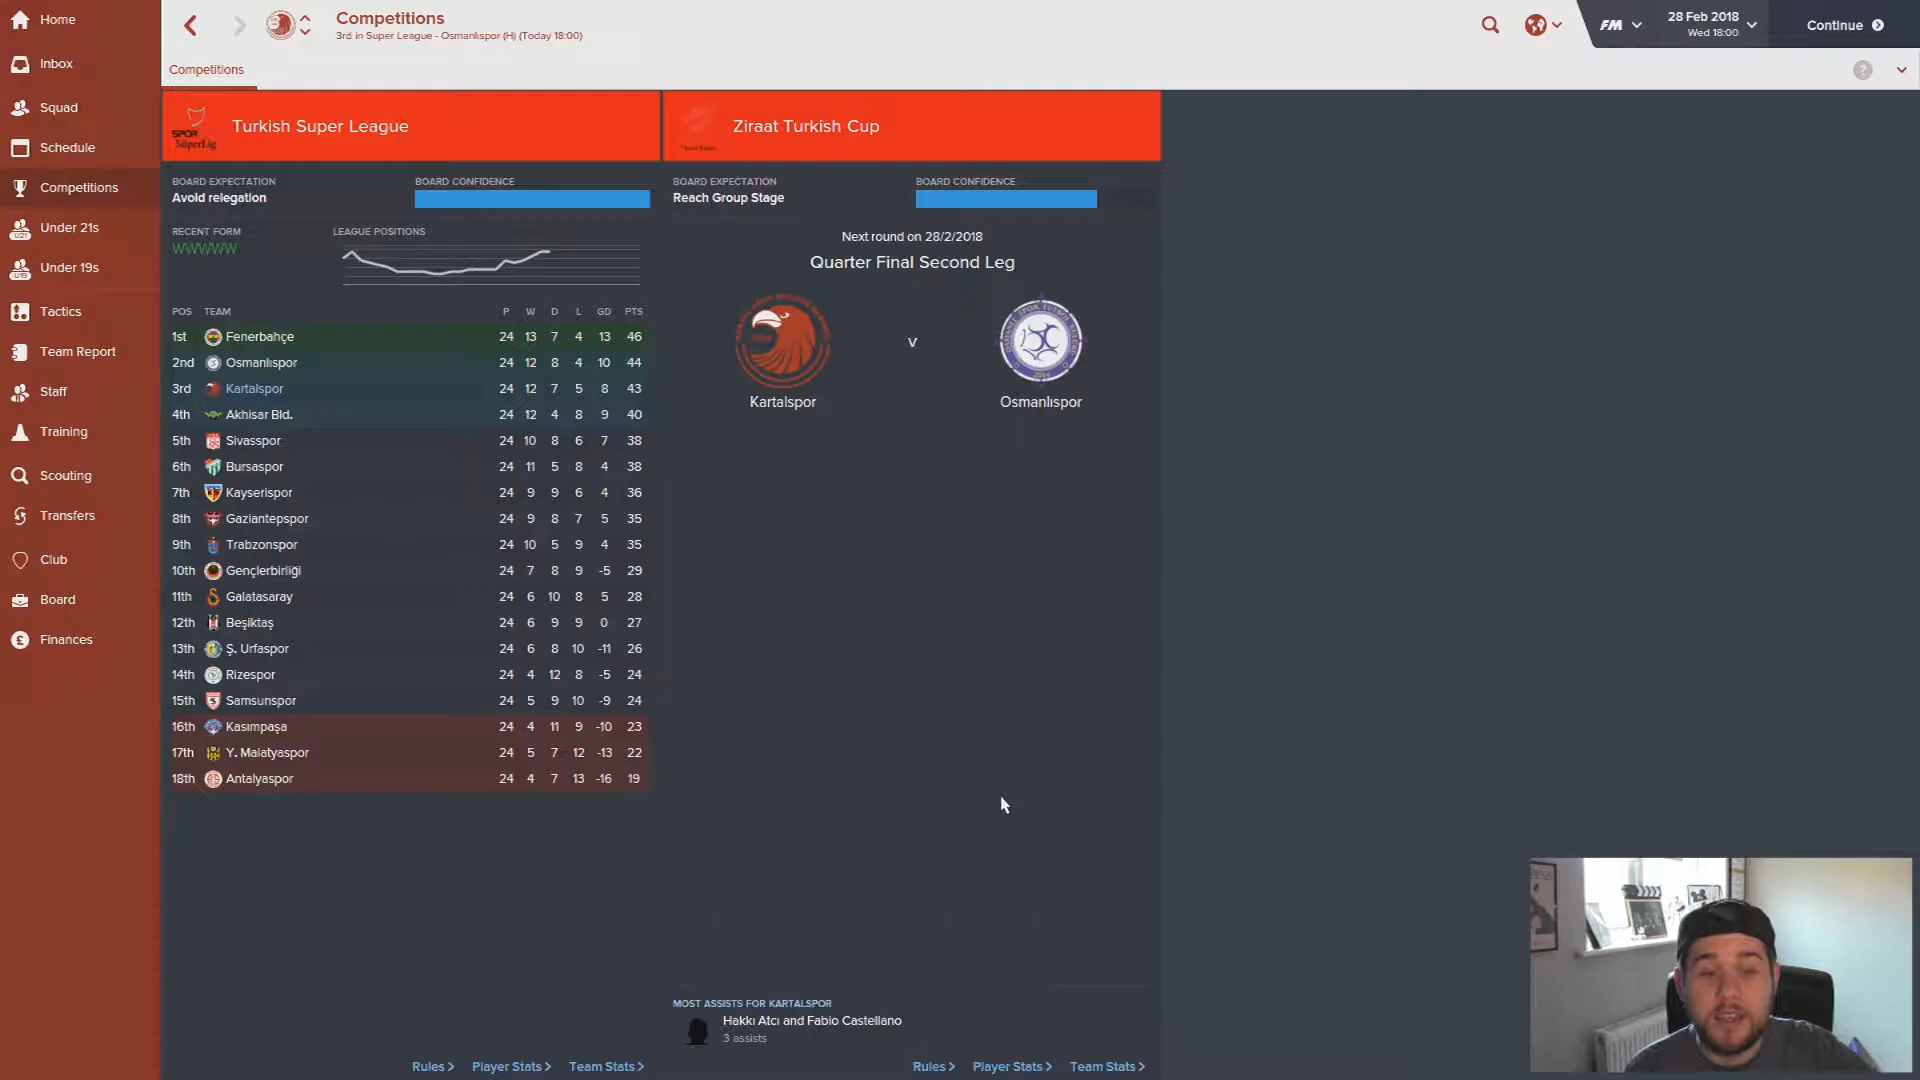 Home
Inbox
Squad
Schedule
Competitions
Under 21s
Under 19s
Tactics
Team Report
Staff
Training
Scouting
Transfers
Club
Board
Finances
Competitions
3rd in Super League - Osmanlıspor (H) (Today 18:00)
FM
28 Feb 2018
Wed 18:00
Continue
Competitions
?
SPOR
SüperLig
Turkish Super League
BOARD EXPECTATION
Avoid relegation
BOARD CONFIDENCE
RECENT FORM
WWWWW
LEAGUE POSITIONS
POS TEAM P W D L GD PTS
1st Fenerbahçe 24 13 7 4 13 46
2nd Osmanlıspor 24 12 8 4 10 44
3rd Kartalspor 24 12 7 5 8 43
4th Akhisar Bld. 24 12 4 8 9 40
5th Sivasspor 24 10 8 6 7 38
6th Bursaspor 24 11 5 8 4 38
7th Kayserispor 24 9 9 6 4 36
8th Gaziantepspor 24 9 8 7 5 35
9th Trabzonspor 24 10 5 9 4 35
10th Gençlerbirliği 24 7 8 9 -5 29
11th Galatasaray 24 6 10 8 5 28
12th Beşiktaş 24 6 9 9 0 27
13th Ş. Urfaspor 24 6 8 10 -11 26
14th Rizespor 24 4 12 8 -5 24
15th Samsunspor 24 5 9 10 -9 24
16th Kasımpaşa 24 4 11 9 -10 23
17th Y. Malatyaspor 24 5 7 12 -13 22
18th Antalyaspor 24 4 7 13 -16 19
Rules > Player Stats > Team Stats >
Ziraat Turkish Cup
BOARD EXPECTATION
Reach Group Stage
BOARD CONFIDENCE
Next round on 28/2/2018
Quarter Final Second Leg
v
Kartalspor
Osmanlıspor
MOST ASSISTS FOR KARTALSPOR
Hakkı Atcı and Fabio Castellano
3 assists
Rules > Player Stats > Team Stats >